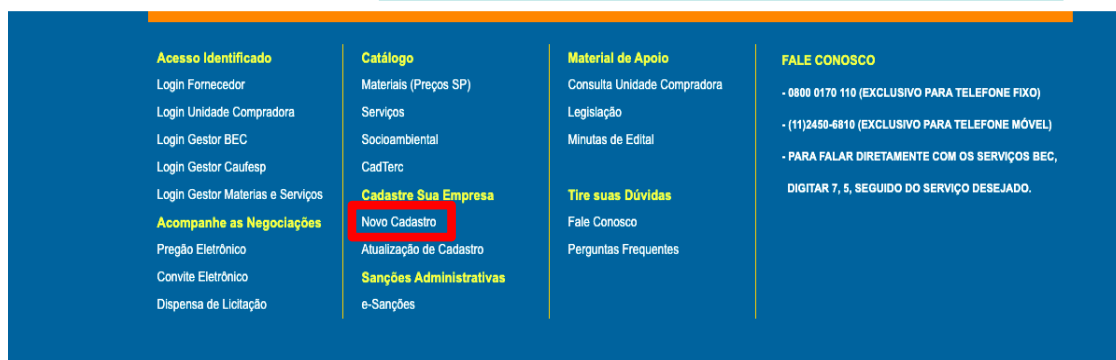 Acesso Identificado
Login Fornecedor
Login Unidade Compradora
Login Gestor BEC
Login Gestor Caufesp
Login Gestor Materias e Serviços
Acompanhe as Negociações
Pregão Eletrônico
Convite Eletrônico
Dispensa de Licitação
Catálogo
Materiais (Preços SP)
Serviços
Socioambiental
CadTerc
Cadastre Sua Empresa
Novo Cadastro
Atualização de Cadastro
Sanções Administrativas
e-Sanções
Material de Apoio
Consulta Unidade Compradora
Legislação
Minutas de Edital
Tire suas Dúvidas
Fale Conosco
Perguntas Frequentes
FALE CONOSCO
- 0800 0170 110 (EXCLUSIVO PARA TELEFONE FIXO)
- (11)2450-6810 (EXCLUSIVO PARA TELEFONE MÓVEL)
- PARA FALAR DIRETAMENTE COM OS SERVIÇOS BEC,
DIGITAR 7, 5, SEGUIDO DO SERVIÇO DESEJADO.